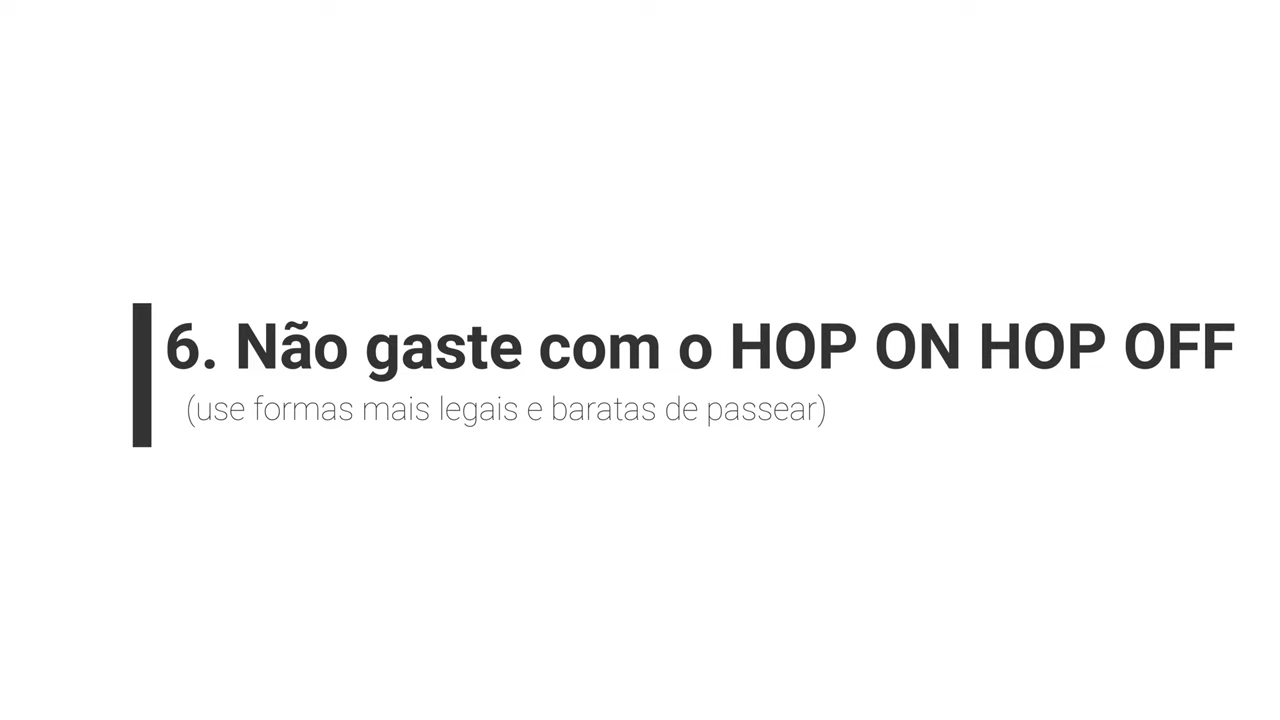 6. Não gaste com o HOP ON HOP OFF
(use formas mais legais e baratas de passear)